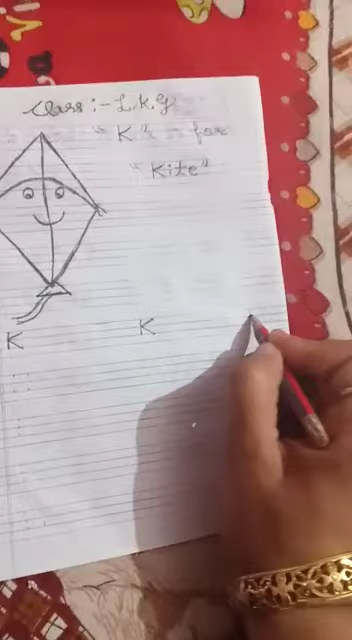 Class :- L.K.G
"K" for
"Kite"
K K